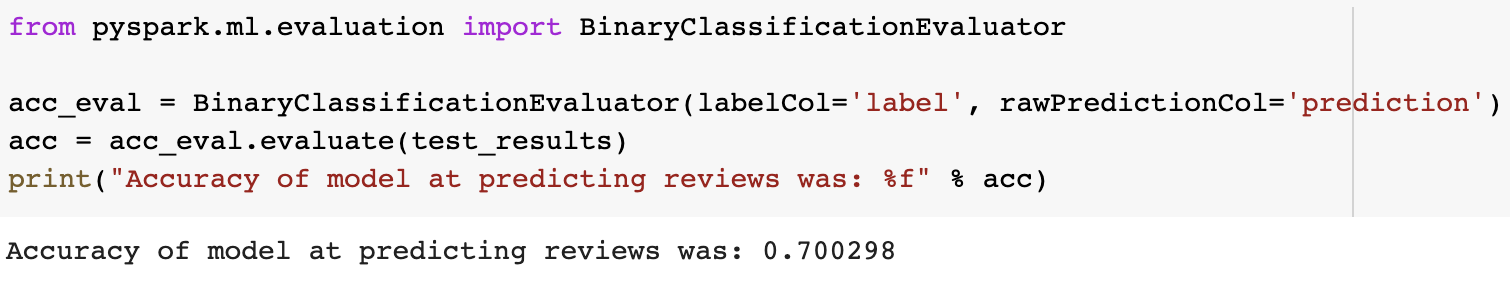 from pyspark.ml.evaluation import BinaryClassificationEvaluator
acc_eval = BinaryClassificationEvaluator(labelCol='label', rawPredictionCol='prediction')
acc = acc_eval.evaluate(test_results)
print("Accuracy of model at predicting reviews was: %f" % acc)
Accuracy of model at predicting reviews was: 0.700298